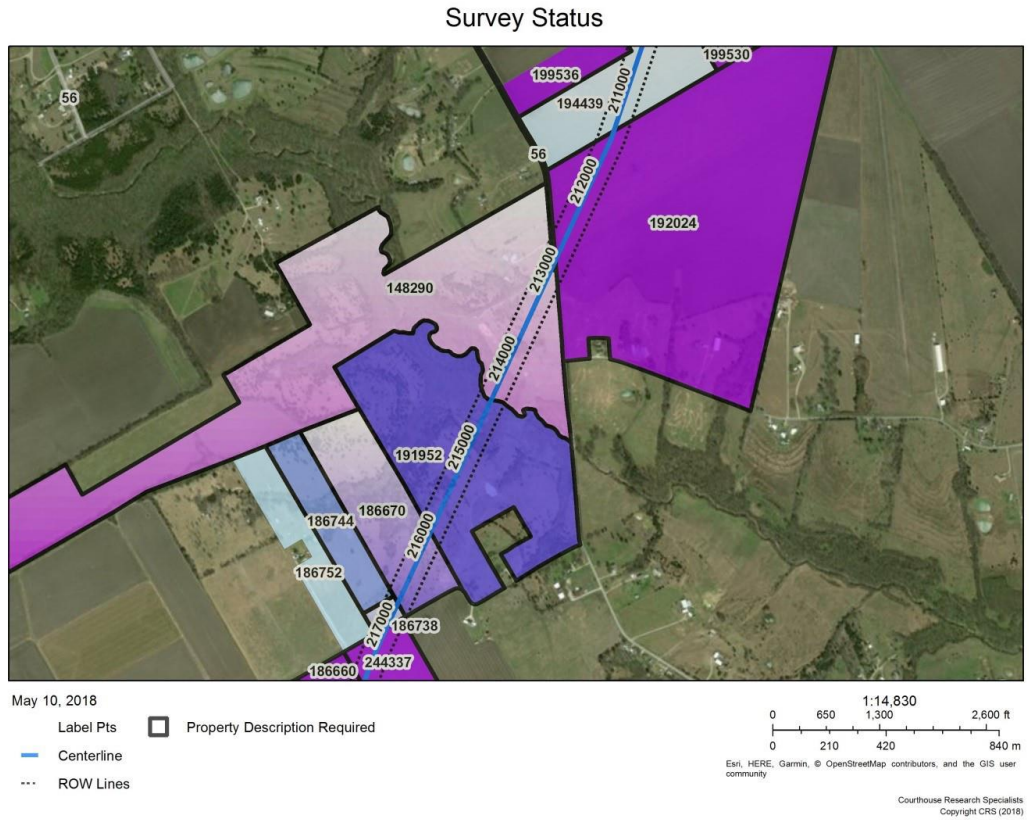 Survey Status
199530
199536
211000
194439
56
56
212000
192024
213000
148290
214000
215000
191952
186670
186744
216000
186752
217000
186738
244337
186660
May 10, 2018
1:14,830
Label Pts
Property Description Required
0 650 1,300 2,600 ft
Centerline
0 210 420 840 m
ROW Lines
Esri, HERE, Garmin, © OpenStreetMap contributors, and the GIS user
community
Courthouse Research Specialists
Copyright CRS (2018)